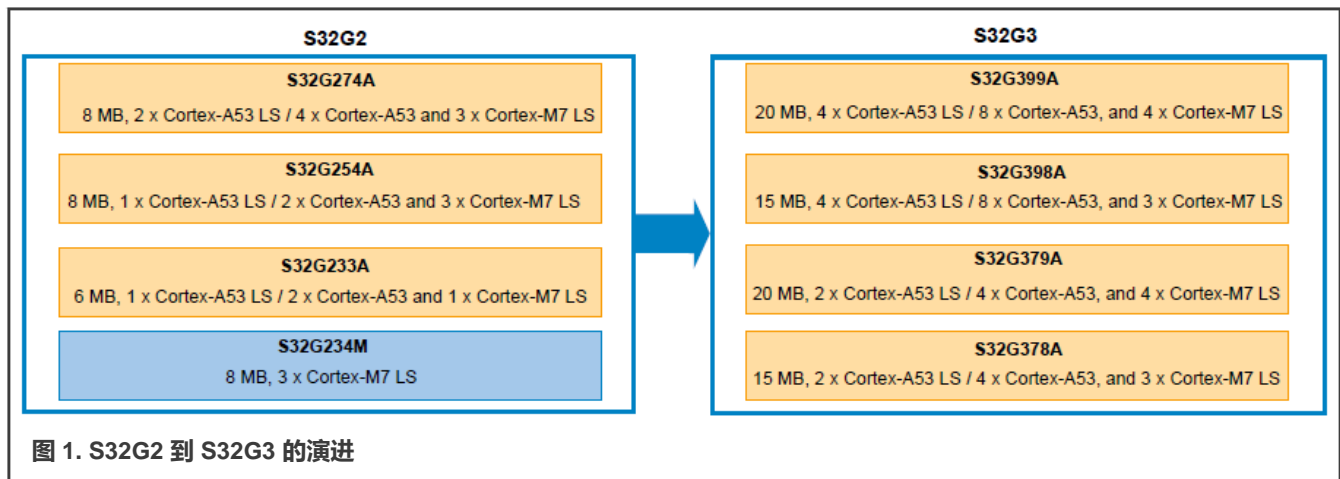 S32G2
S32G274A
8 MB, 2 x Cortex-A53 LS / 4 x Cortex-A53 and 3 x Cortex-M7 LS
S32G254A
8 MB, 1 x Cortex-A53 LS / 2 x Cortex-A53 and 3 x Cortex-M7 LS
S32G233A
6 MB, 1 x Cortex-A53 LS / 2 x Cortex-A53 and 1 x Cortex-M7 LS
S32G234M
8 MB, 3 x Cortex-M7 LS
S32G3
S32G399A
20 MB, 4 x Cortex-A53 LS / 8 x Cortex-A53, and 4 x Cortex-M7 LS
S32G398A
15 MB, 4 x Cortex-A53 LS / 8 x Cortex-A53, and 3 x Cortex-M7 LS
S32G379A
20 MB, 2 x Cortex-A53 LS / 4 x Cortex-A53, and 4 x Cortex-M7 LS
S32G378A
15 MB, 2 x Cortex-A53 LS / 4 x Cortex-A53, and 3 x Cortex-M7 LS
图 1. S32G2 到 S32G3 的演进